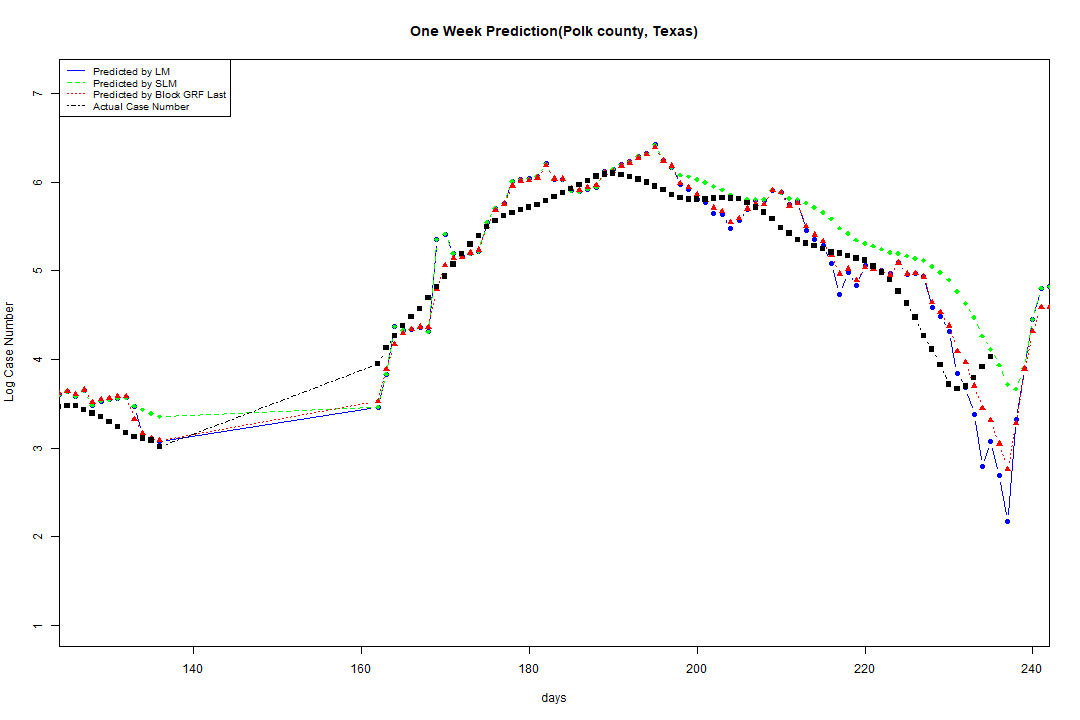 One Week Prediction(Polk county, Texas)
Predicted by LM
Predicted by SLM
Predicted by Block GRF Last
Actual Case Number
7
6
5
4
3
2
1
Log Case Number
140
160
180
200
220
240
days